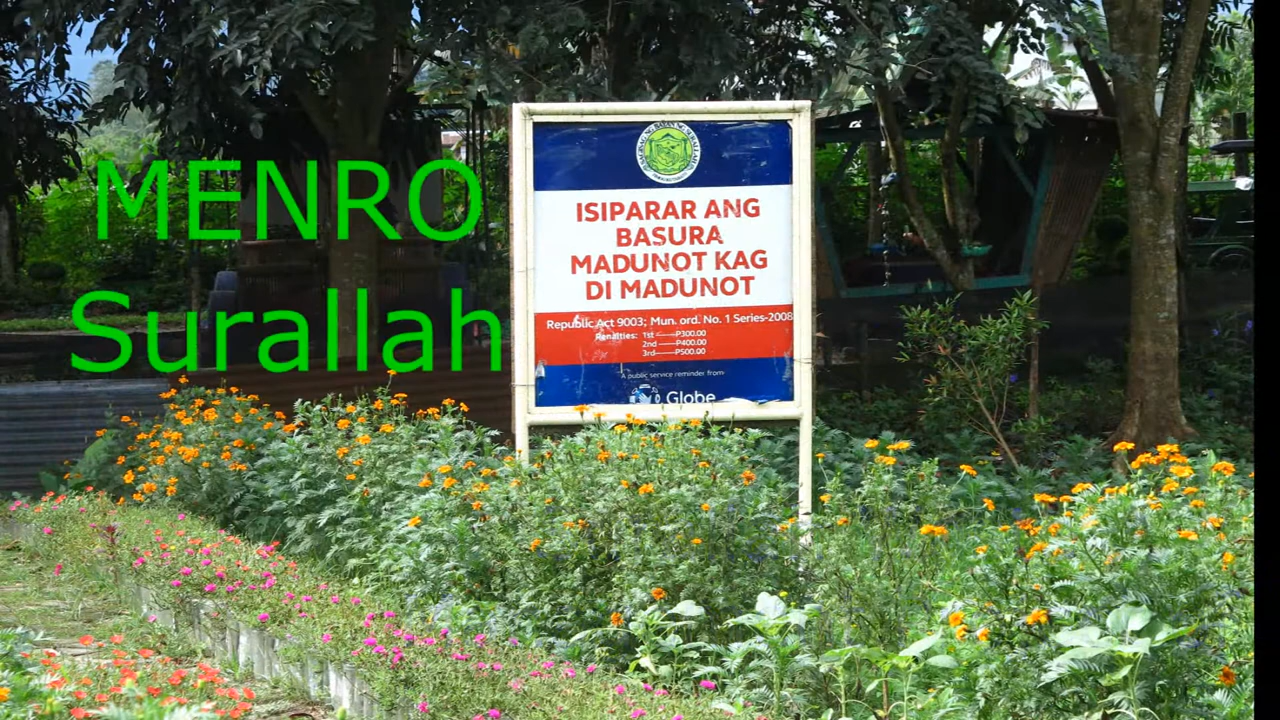 MENRO
Surallah
ISIPARAR ANG
BASURA
MADUNOT KAG
DI MADUNOT
Republic Act 9003; Mun. ord. No. 1 Series-2008
Penalties: 1st ——P300.00
2nd ——P400.00
3rd——P500.00
A public service reminder from
Globe